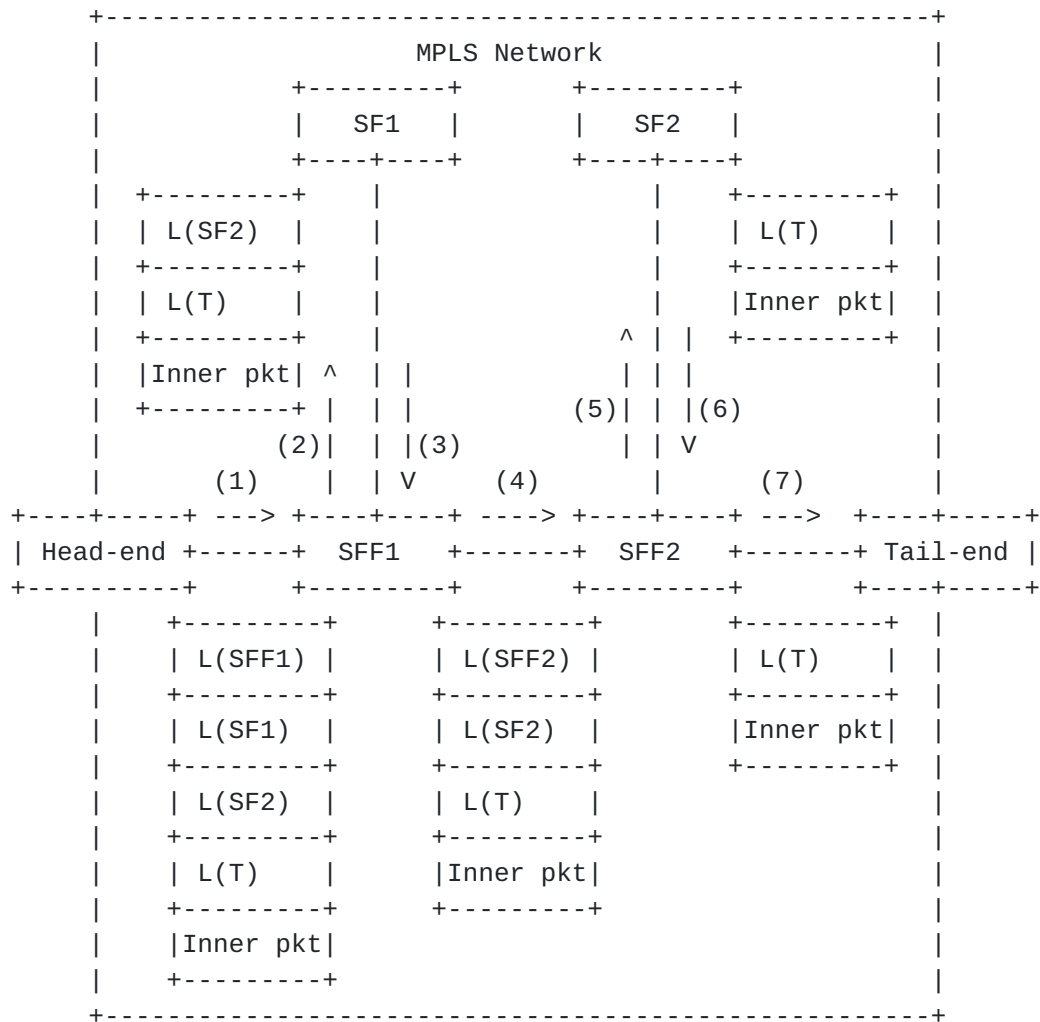 MPLS Network
SF1 SF2
L(SF2) L(T)
L(T) Inner pkt
Inner pkt
(5) (6)
(2) (3)
(1) (4) (7)
Head-end SFF1 SFF2 Tail-end
L(SFF1) L(SFF2) L(T)
L(SF1) L(SF2) Inner pkt
L(SF2) L(T)
L(T) Inner pkt
Inner pkt